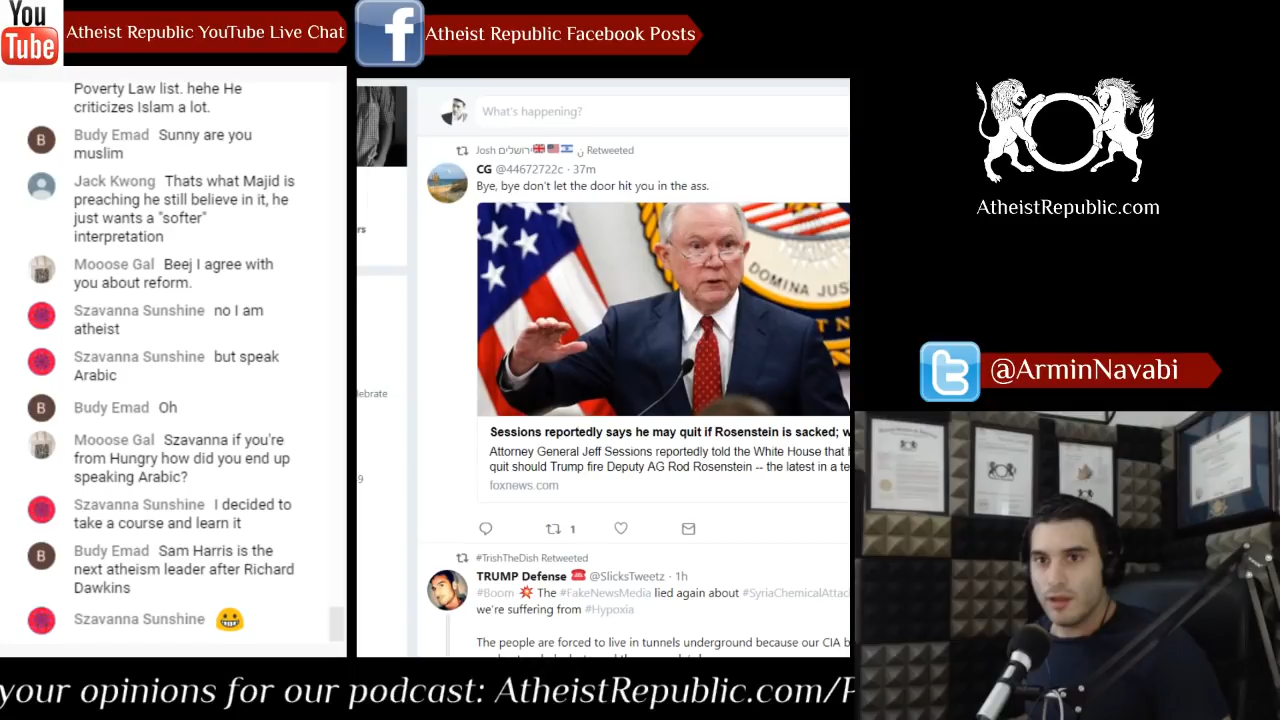 You
Tube
Atheist Republic YouTube Live Chat
Poverty Law list. hehe He
criticizes Islam a lot.
B
Budy Emad Sunny are you
muslim
Jack Kwong Thats what Majid is
preaching he still believe in it, he
just wants a "softer"
interpretation
Mooose Gal Beej I agree with
you about reform.
Szavanna Sunshine no I am
atheist
Szavanna Sunshine but speak
Arabic
B
Budy Emad Oh
Mooose Gal Szavanna if you're
from Hungry how did you end up
speaking Arabic?
Szavanna Sunshine I decided to
take a course and learn it
B
Budy Emad Sam Harris is the
next atheism leader after Richard
Dawkins
Szavanna Sunshine 😀
f
Atheist Republic Facebook Posts
rs
lebrate
9
What's happening?
Josh ירושלים🇬🇧🇺🇸🇮🇱 ن Retweeted
CG @44672722c · 37m
Bye, bye don't let the door hit you in the ass.
DOMINA JUS
Sessions reportedly says he may quit if Rosenstein is sacked; w
Attorney General Jeff Sessions reportedly told the White House that h
quit should Trump fire Deputy AG Rod Rosenstein -- the latest in a te
foxnews.com
1
#TrishTheDish Retweeted
TRUMP Defense ☎️ @SlicksTweetz · 1h
#Boom 💥 The #FakeNewsMedia lied again about #SyriaChemicalAttac
we're suffering from #Hypoxia
The people are forced to live in tunnels underground because our CIA b
AtheistRepublic.com
@ArminNavabi
your opinions for our podcast: AtheistRepublic.com/P